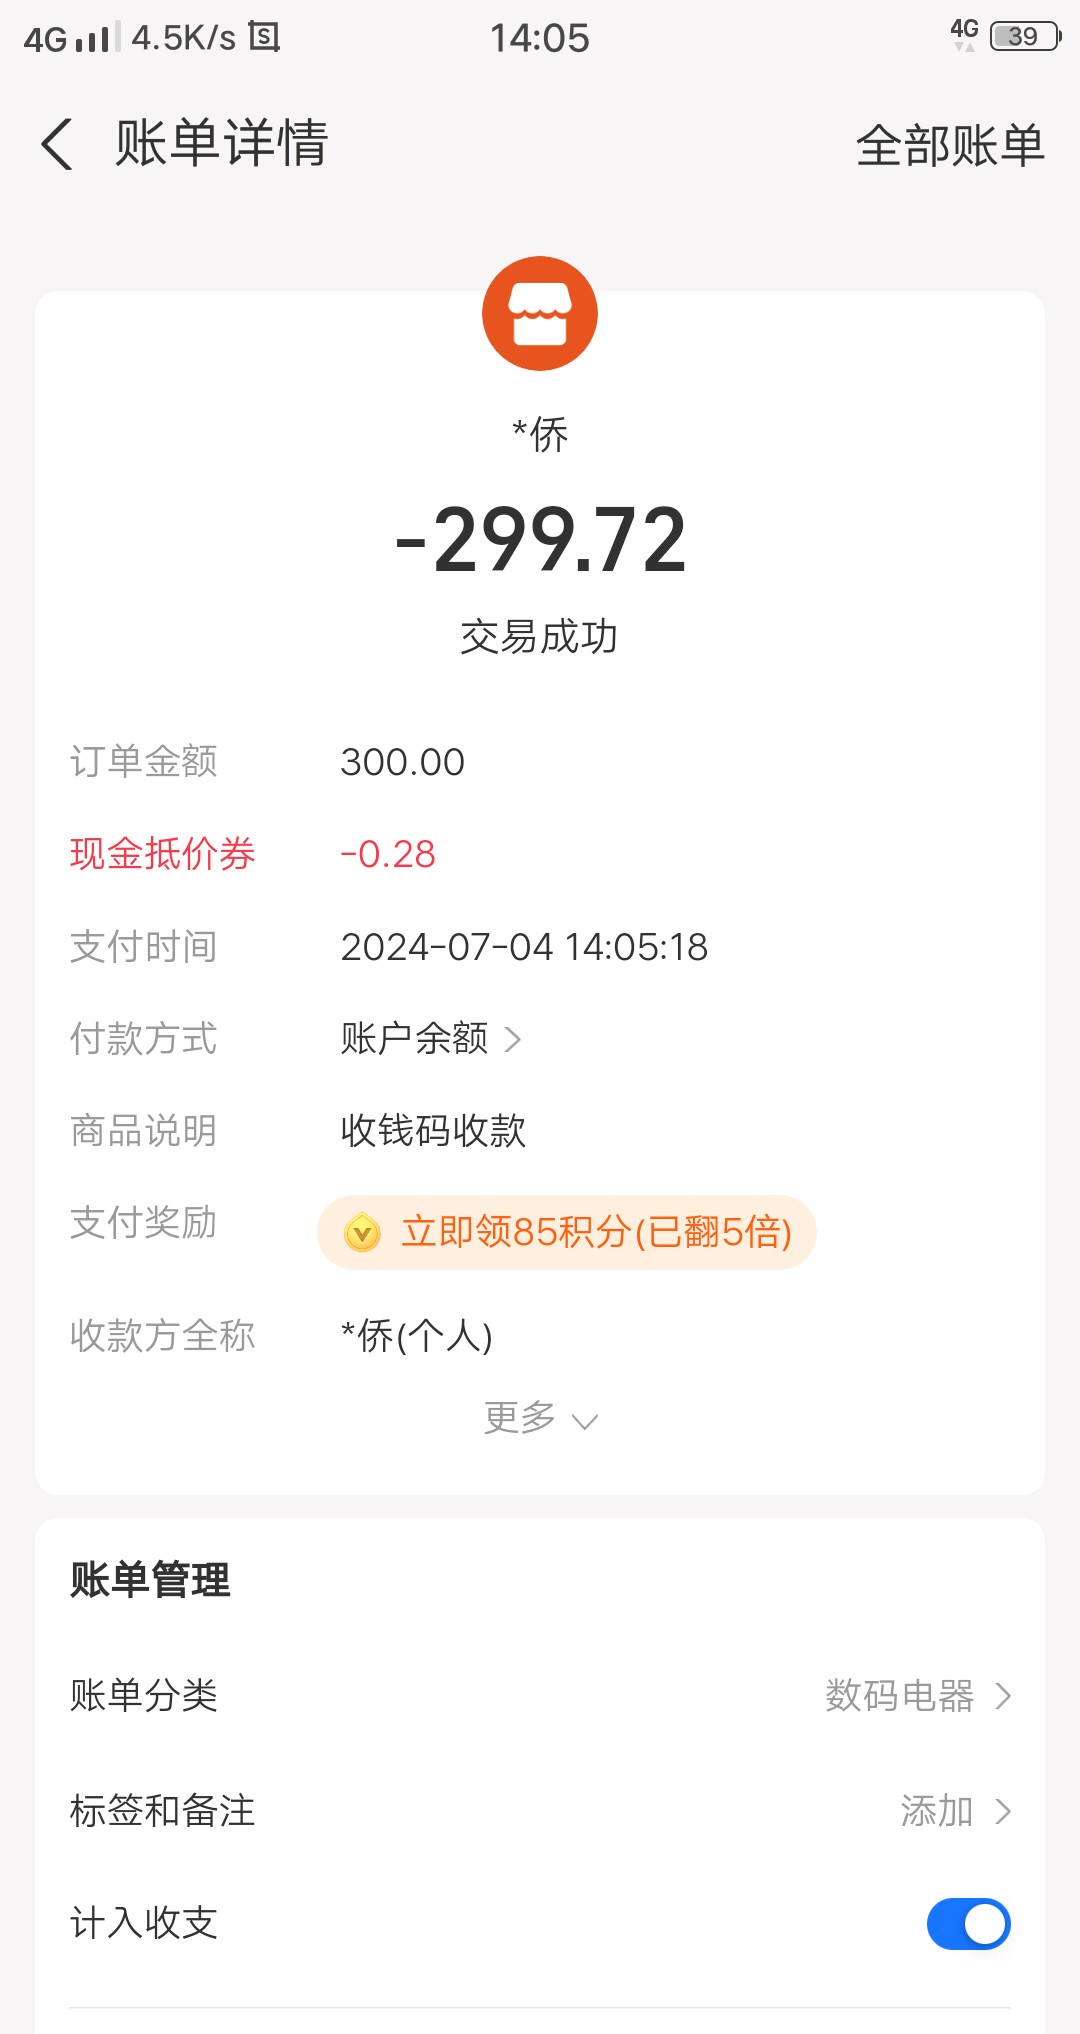 4G 4.5K/s 14:05 4G 39
账单详情 全部账单
*侨
-299.72
交易成功
订单金额 300.00
现金抵价券 -0.28
支付时间 2024-07-04 14:05:18
付款方式 账户余额
商品说明 收钱码收款
支付奖励 立即领85积分(已翻5倍)
收款方全称 *侨(个人)
更多
账单管理
账单分类 数码电器
标签和备注 添加
计入收支